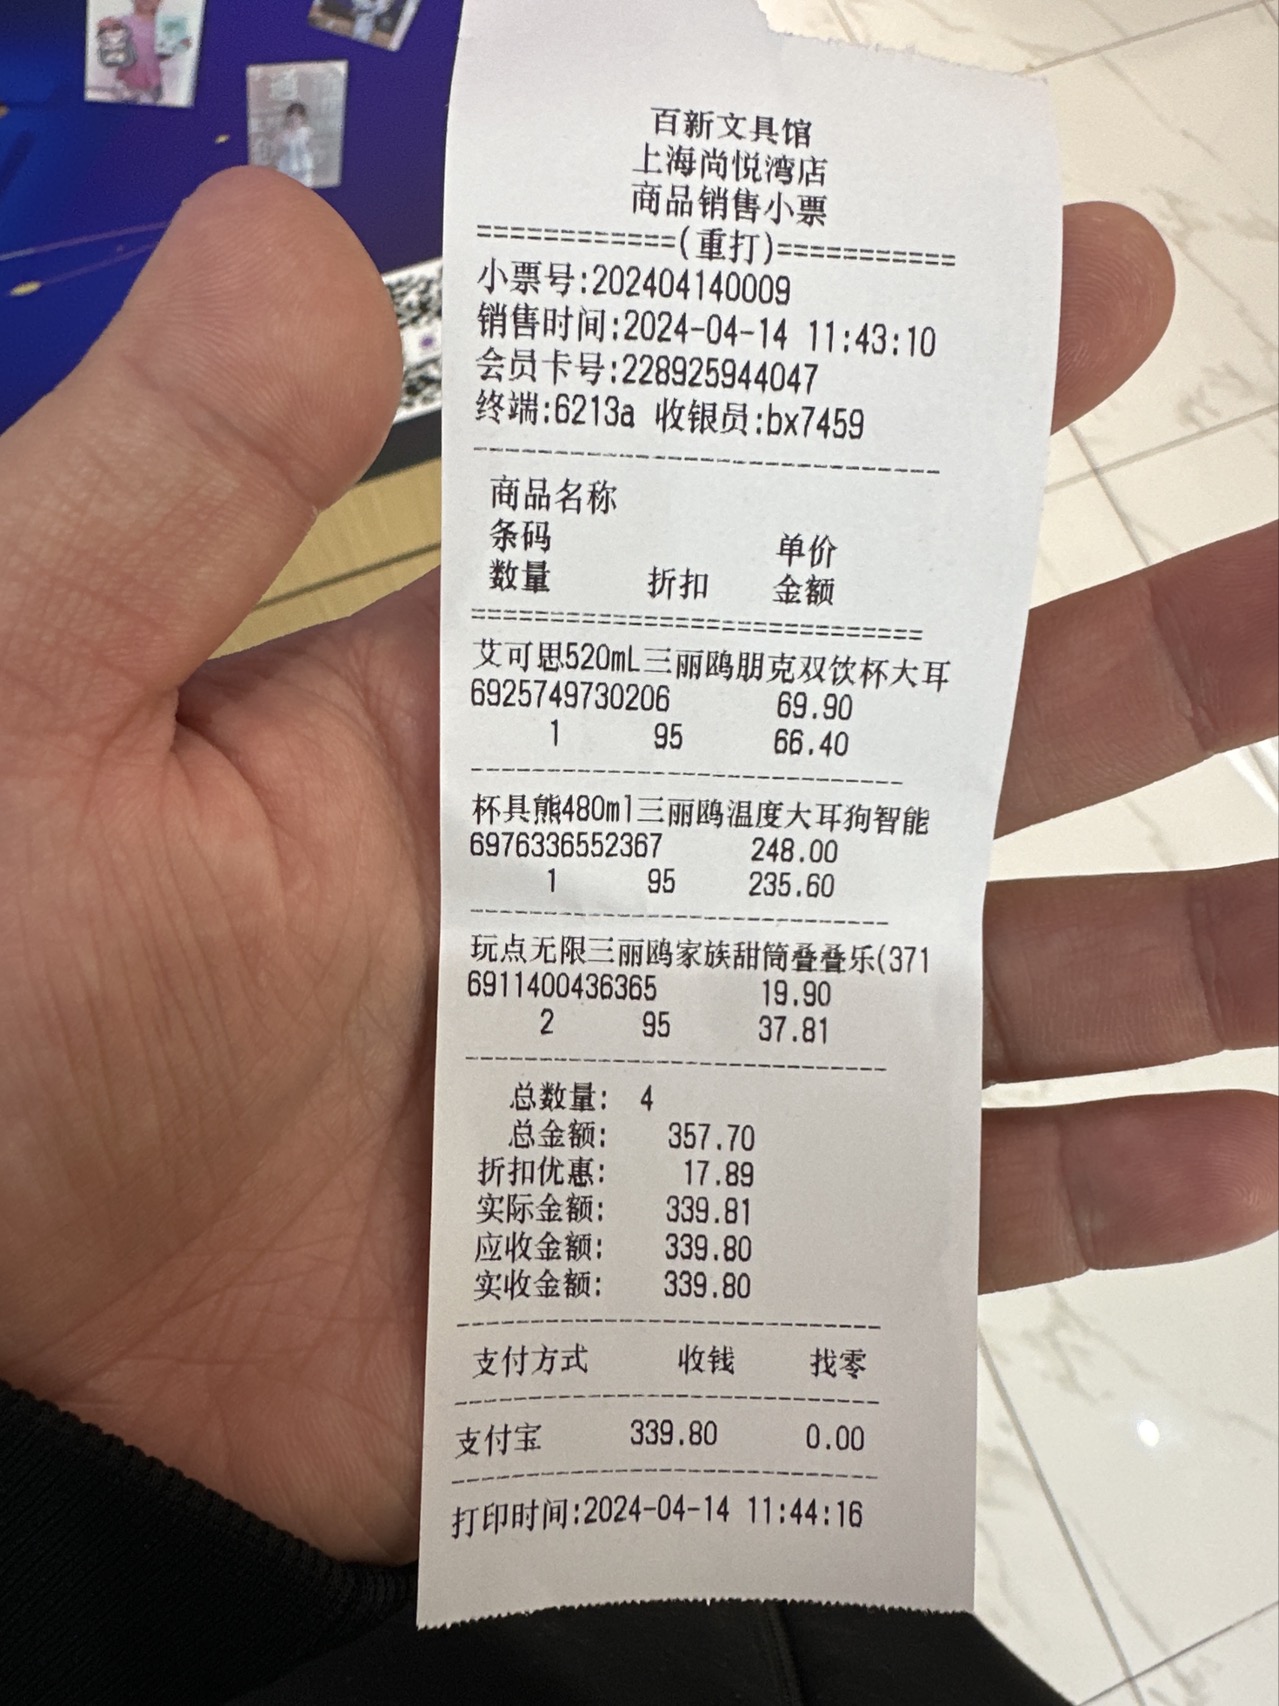 百新文具馆
上海尚悦湾店
商品销售小票
============(重打)===========
小票号:202404140009
销售时间:2024-04-14 11:43:10
会员卡号:228925944047
终端:6213a 收银员:bx7459
商品名称
条码 单价
数量 折扣 金额
艾可思520mL三丽鸥朋克双饮杯大耳
6925749730206 69.90
1 95 66.40
杯具熊480ml三丽鸥温度大耳狗智能
6976336552367 248.00
1 95 235.60
玩点无限三丽鸥家族甜筒叠叠乐(371
6911400436365 19.90
2 95 37.81
总数量: 4
总金额: 357.70
折扣优惠: 17.89
实际金额: 339.81
应收金额: 339.80
实收金额: 339.80
支付方式 收钱 找零
支付宝 339.80 0.00
打印时间:2024-04-14 11:44:16